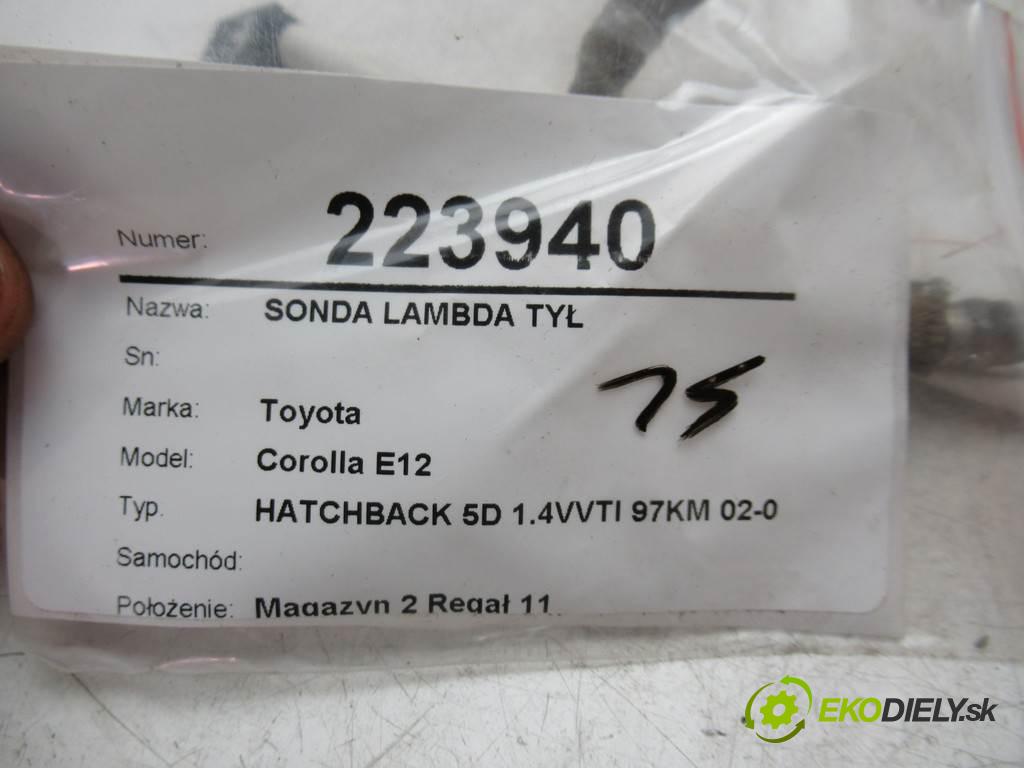 Numer: 223940
Nazwa: SONDA LAMBDA TYŁ
Sn:
75
Marka: Toyota
Model: Corolla E12
Typ. HATCHBACK 5D 1.4VVTI 97KM 02-0
Samochód:
Położenie: Magazyn 2 Regał 11
EKODIELY.sk